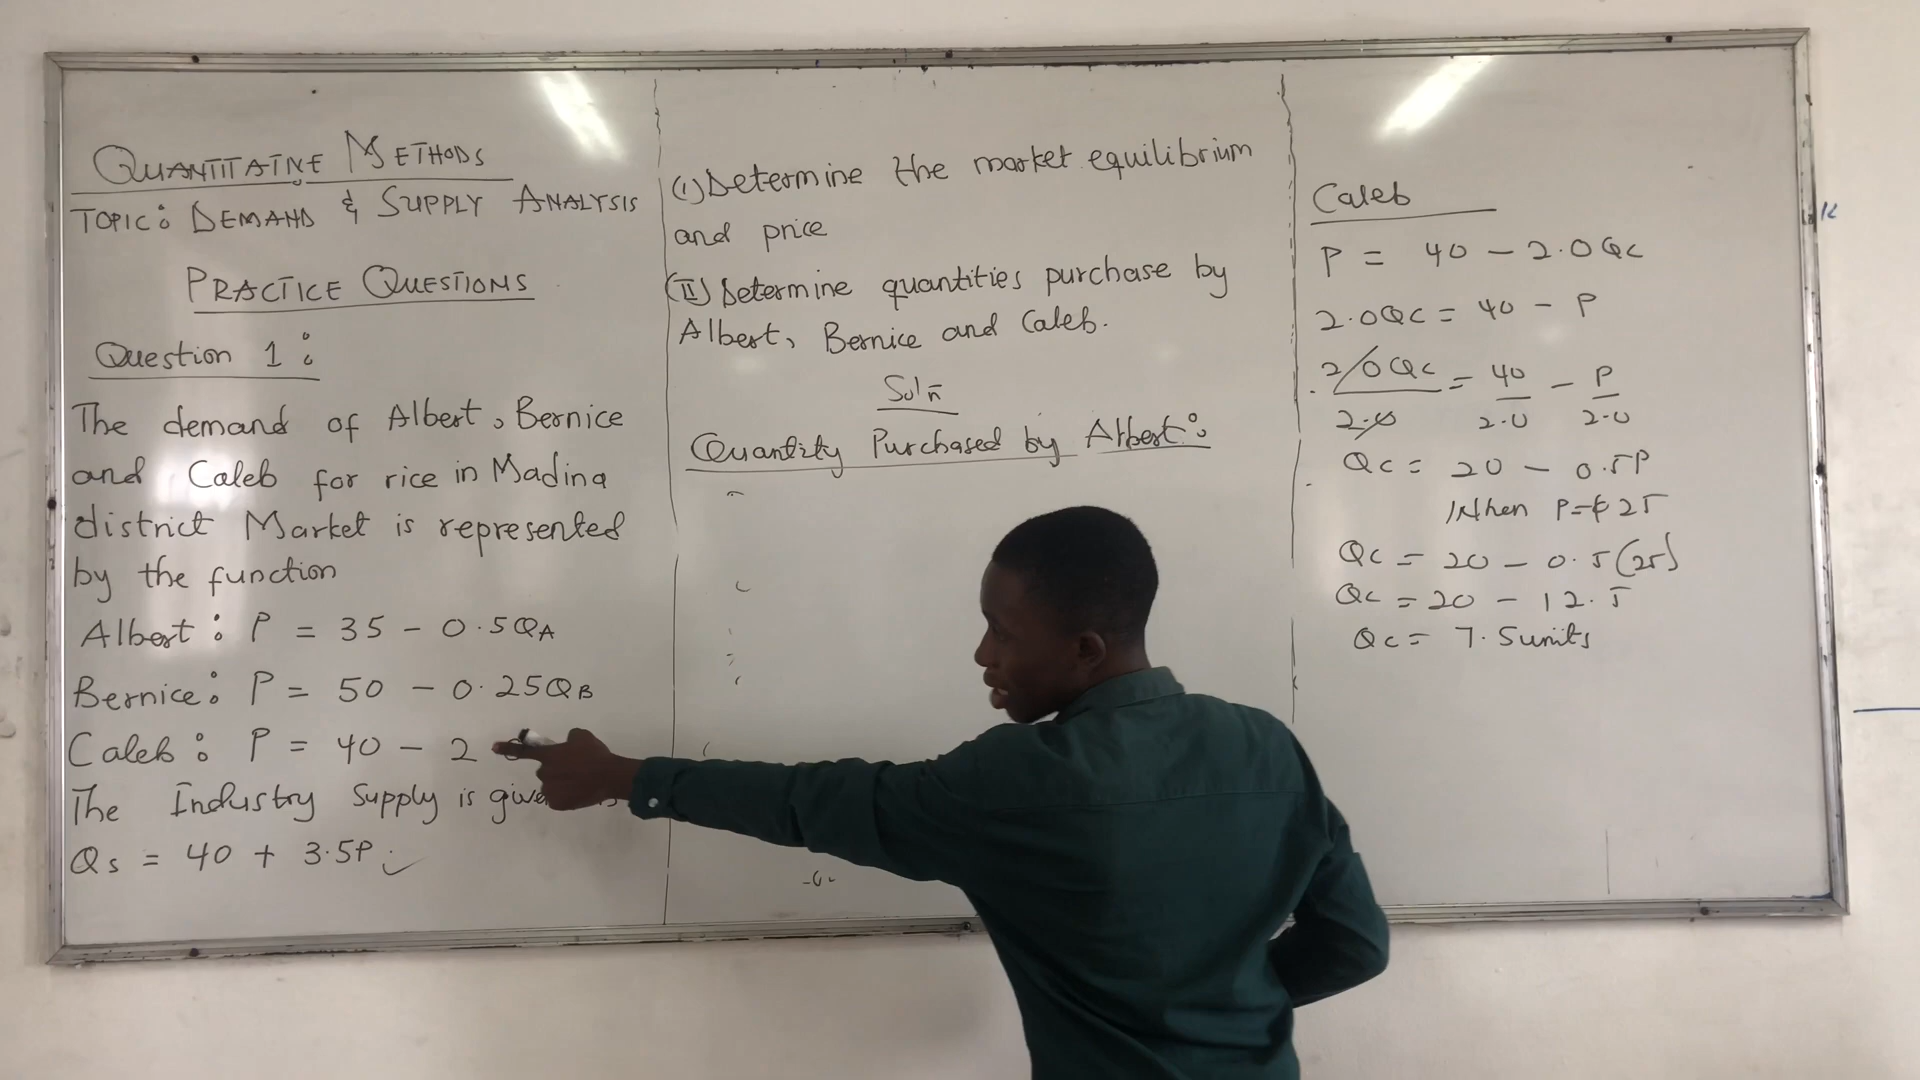 QUANTITATIVE METHODS
TOPIC: DEMAND & SUPPLY ANALYSIS
PRACTICE QUESTIONS
Question 1:
The demand of Albert, Bernice
and Caleb for rice in Madina
district Market is represented
by the function
Albert: P = 35 - 0.5QA
Bernice: P = 50 - 0.25QB
Caleb: P = 40 - 2
The Industry Supply is
Qs = 40 + 3.5P
(I) Determine the market equilibrium
and price
(II) Determine quantities purchase by
Albert, Bernice and Caleb.
Soln
Quantity Purchased by Albert:
Caleb
P = 40 - 2.0QC
2.0QC = 40 - P
2.0QC/2.0 = 40/2.0 - P/2.0
QC = 20 - 0.5P
When P=¢25
QC = 20 - 0.5(25)
QC = 20 - 12.5
QC = 7.5units